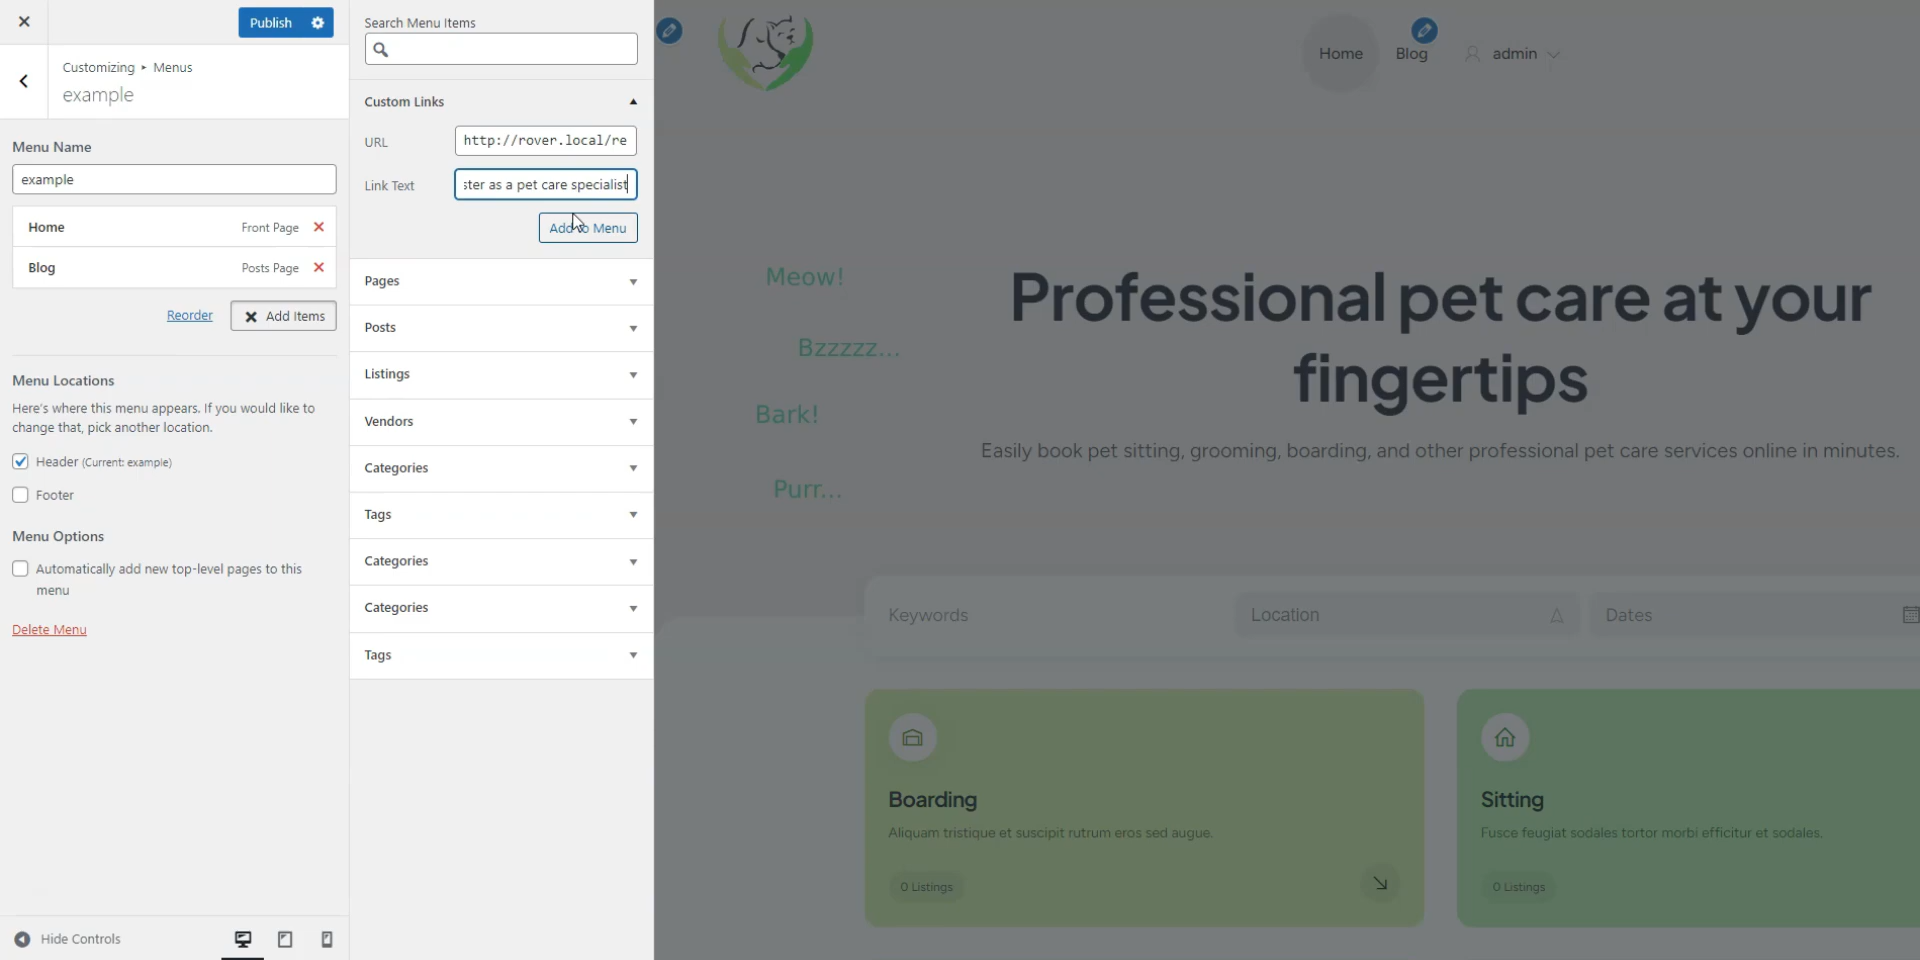 Publish
Customizing ▸ Menus
example
Menu Name
example
Home Front Page
Blog Posts Page
Reorder Add Items
Menu Locations
Here's where this menu appears. If you would like to
change that, pick another location.
Header (Current: example)
Footer
Menu Options
Automatically add new top-level pages to this
menu
Delete Menu
Hide Controls
Search Menu Items
Custom Links
URL http://rover.local/re
Link Text ster as a pet care specialist
Add to Menu
Pages
Posts
Listings
Vendors
Categories
Tags
Categories
Categories
Tags
Home Blog admin
Meow!
Bzzzzz...
Bark!
Purr...
Professional pet care at your
fingertips
Easily book pet sitting, grooming, boarding, and other professional pet care services online in minutes.
Keywords Location Dates
Boarding
Aliquam tristique et suscipit rutrum eros sed augue.
0 Listings
Sitting
Fusce feugiat sodales tortor morbi efficitur et sodales.
0 Listings